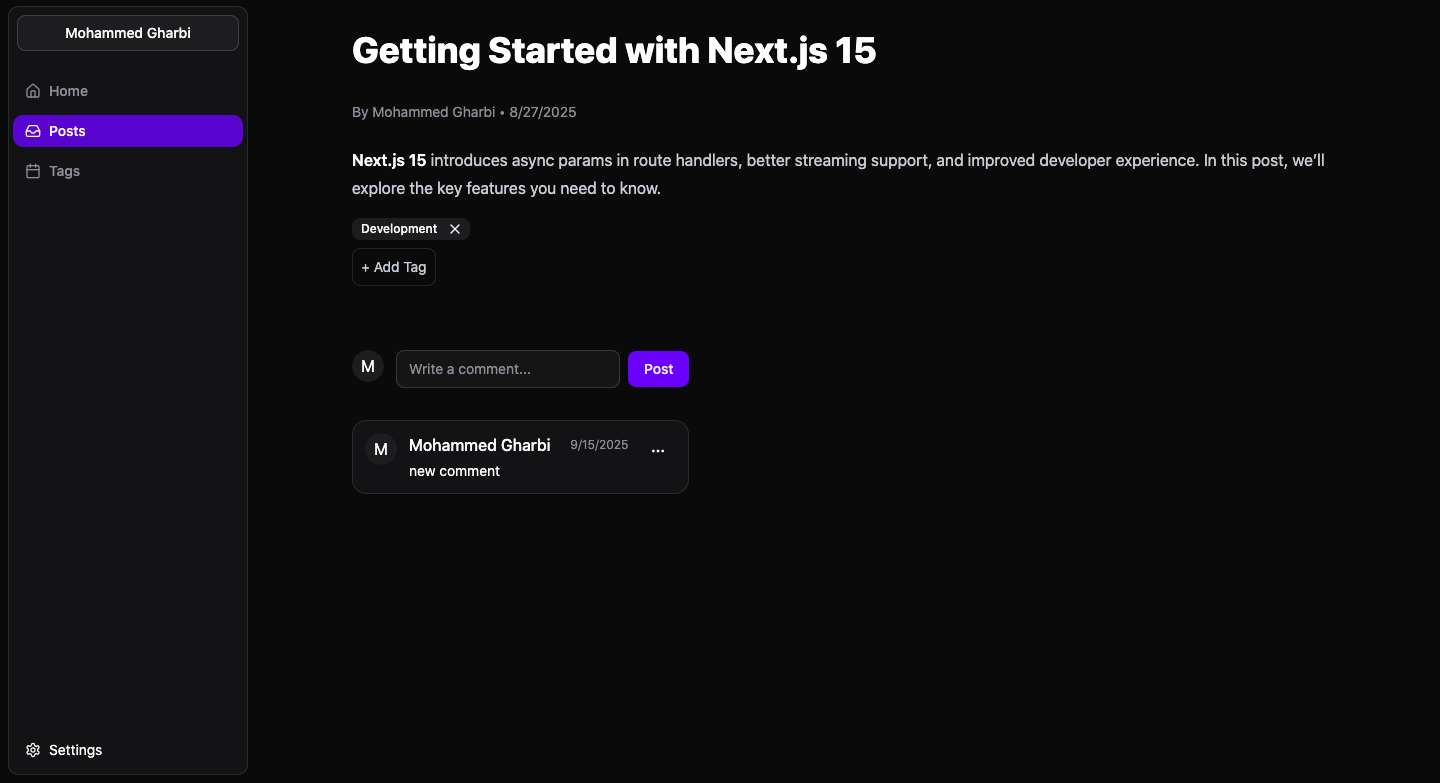 Mohammed Gharbi
Home
Posts
Tags
Settings
Getting Started with Next.js 15
By Mohammed Gharbi • 8/27/2025
Next.js 15 introduces async params in route handlers, better streaming support, and improved developer experience. In this post, we’ll
explore the key features you need to know.
Development
+ Add Tag
M
Write a comment...
Post
M
Mohammed Gharbi 9/15/2025 ...
new comment